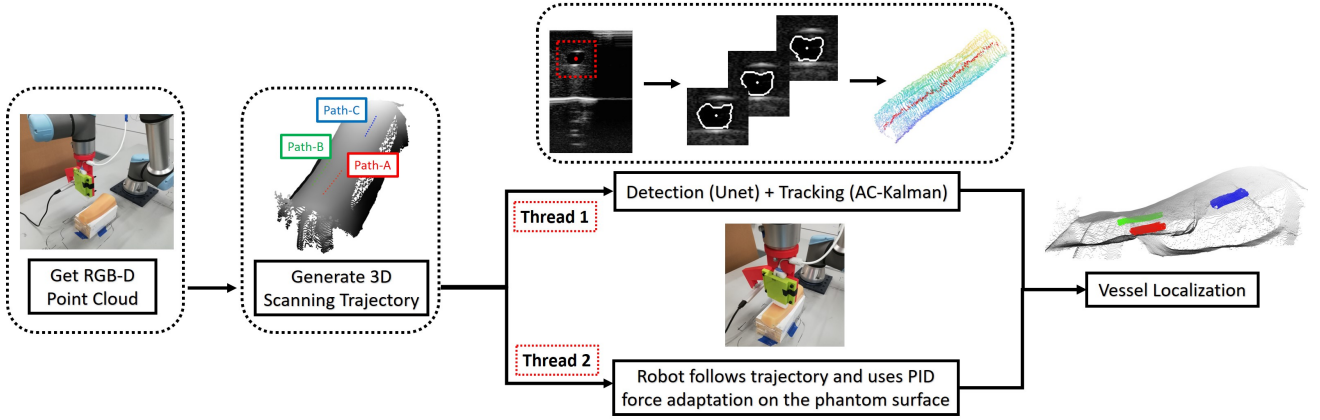 Get RGB-D
Point Cloud
Path-C
Path-B
Path-A
Generate 3D
Scanning Trajectory
Thread 1
Detection (Unet) + Tracking (AC-Kalman)
Thread 2
Robot follows trajectory and uses PID
force adaptation on the phantom surface
Vessel Localization